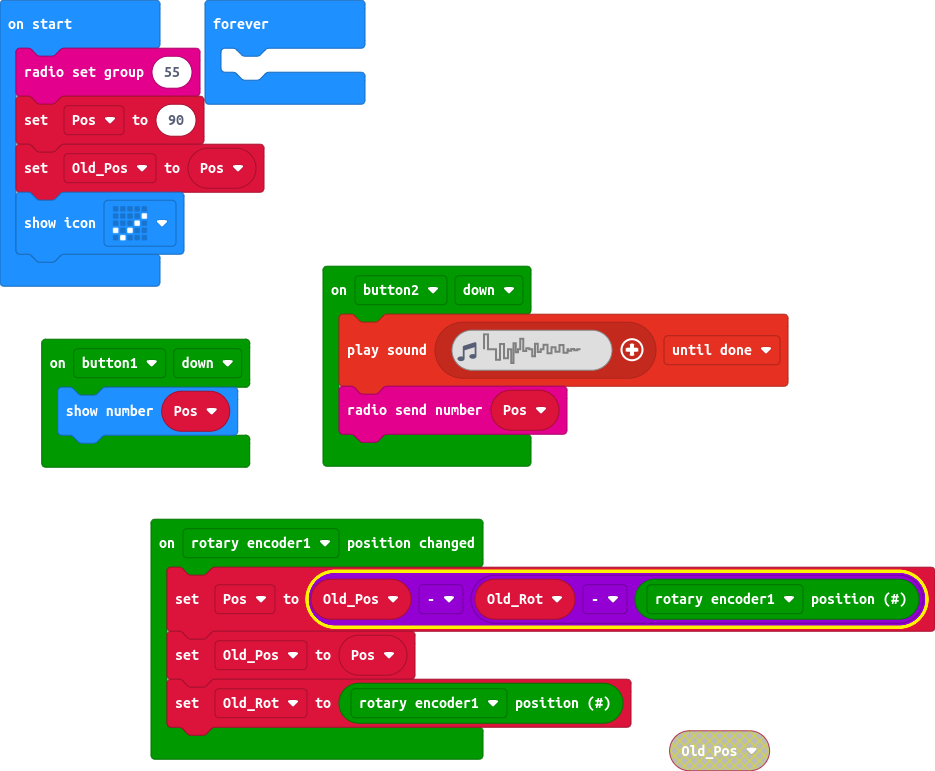 on start
radio set group 55
set Pos to 90
set Old_Pos to Pos
show icon
forever
on button2 down
play sound until done
radio send number Pos
on button1 down
show number Pos
on rotary encoder1 position changed
set Pos to Old_Pos - Old_Rot - rotary encoder1 position (#)
set Old_Pos to Pos
set Old_Rot to rotary encoder1 position (#)
Old_Pos